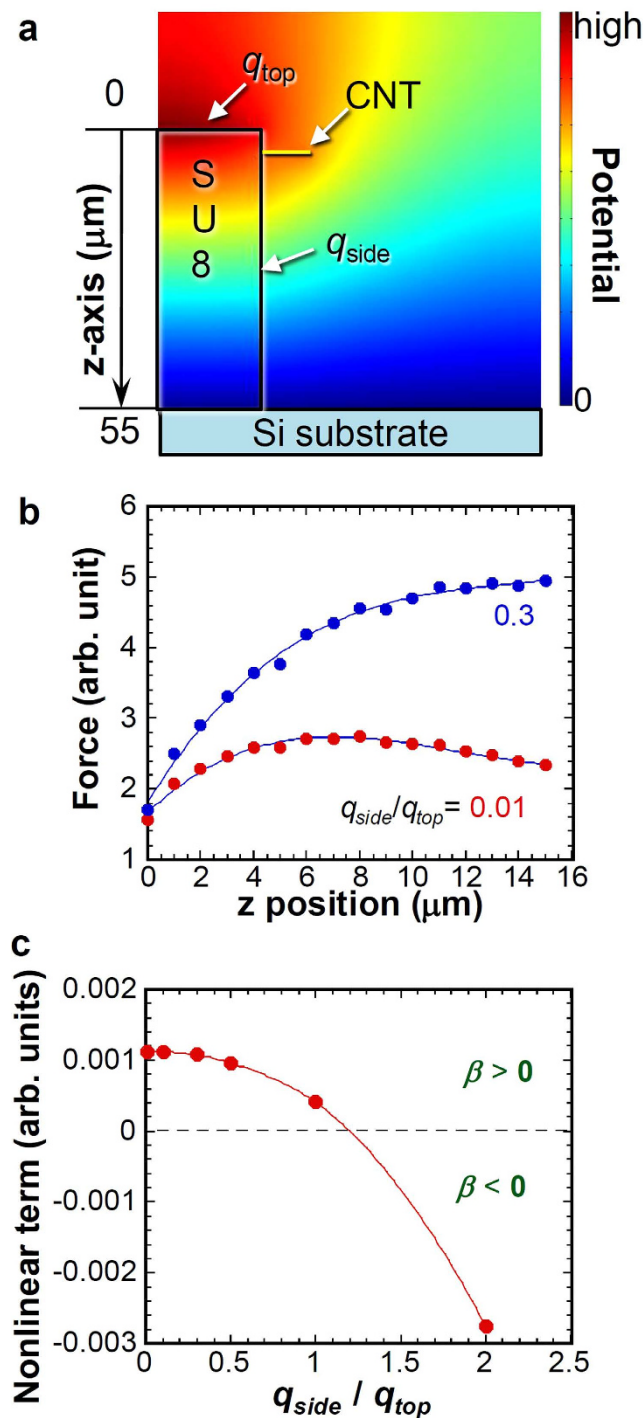 a
high
q_top
0
CNT
S
U
8
q_side
z-axis (μm)
Potential
0
55
Si substrate
b
6
5
4
3
2
1
Force (arb. unit)
0.3
q_side/q_top= 0.01
0 2 4 6 8 10 12 14 16
z position (μm)
c
0.002
0.001
0
-0.001
-0.002
-0.003
Nonlinear term (arb. units)
β > 0
β < 0
0 0.5 1 1.5 2 2.5
q_side / q_top